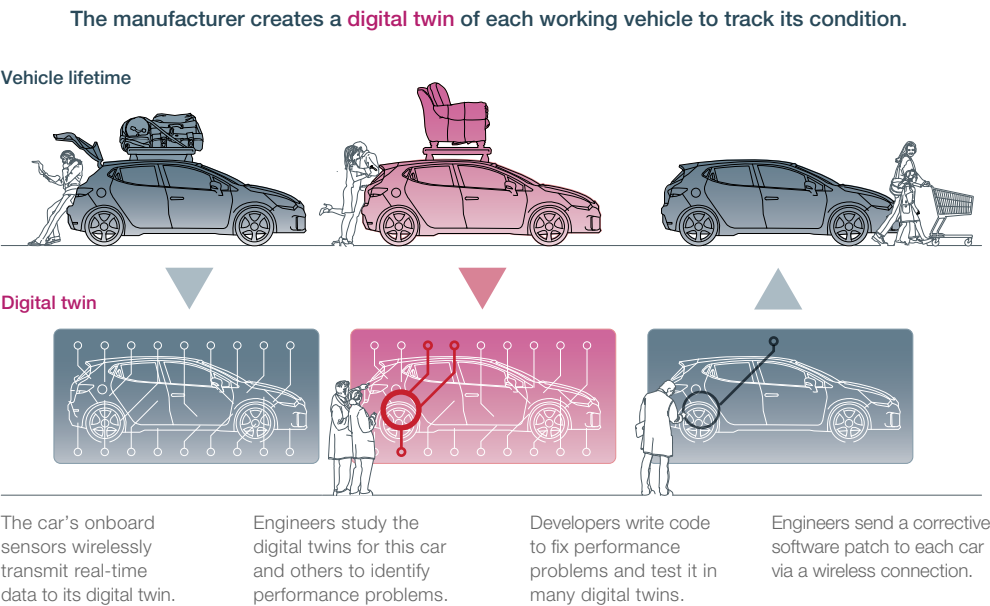 The manufacturer creates a digital twin of each working vehicle to track its condition.
Vehicle lifetime
Digital twin
The car’s onboard
sensors wirelessly
transmit real-time
data to its digital twin.
Engineers study the
digital twins for this car
and others to identify
performance problems.
Developers write code
to fix performance
problems and test it in
many digital twins.
Engineers send a corrective
software patch to each car
via a wireless connection.